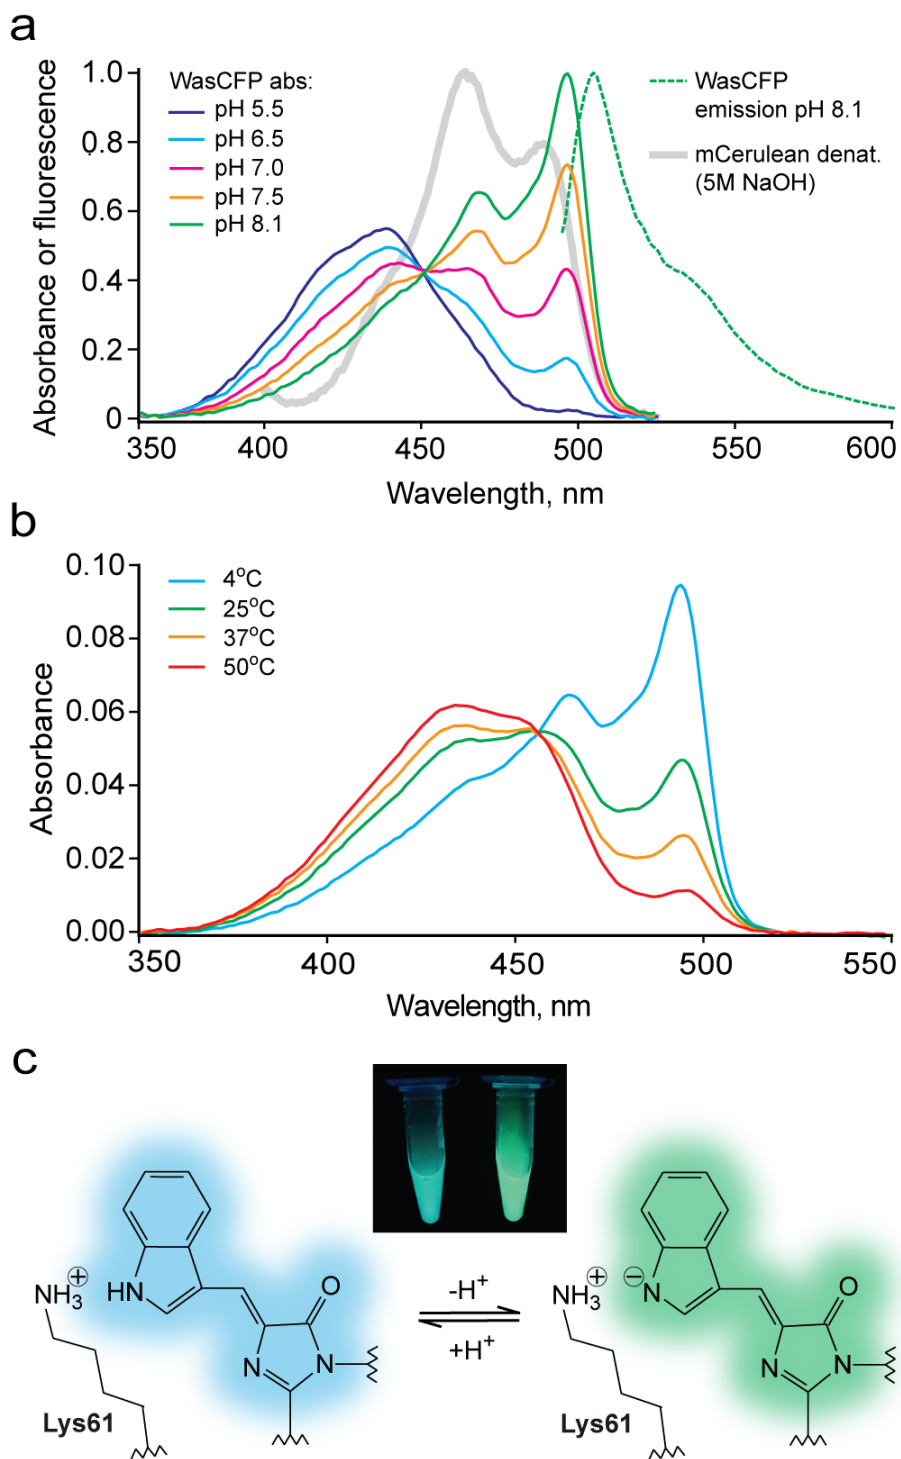 a
Absorbance or fluorescence
1.0
0.8
0.6
0.4
0.2
0
WasCFP abs:
pH 5.5
pH 6.5
pH 7.0
pH 7.5
pH 8.1
WasCFP
emission pH 8.1
mCerulean denat.
(5M NaOH)
350 400 450 500 550 600
Wavelength, nm
b
Absorbance
0.10
0.08
0.06
0.04
0.02
0.00
4°C
25°C
37°C
50°C
350 400 450 500 550
Wavelength, nm
c
NH3 ⊕ HN
O
N N
Lys61
-H+
+H+
NH3 ⊕ ⊖ N
O
N N
Lys61